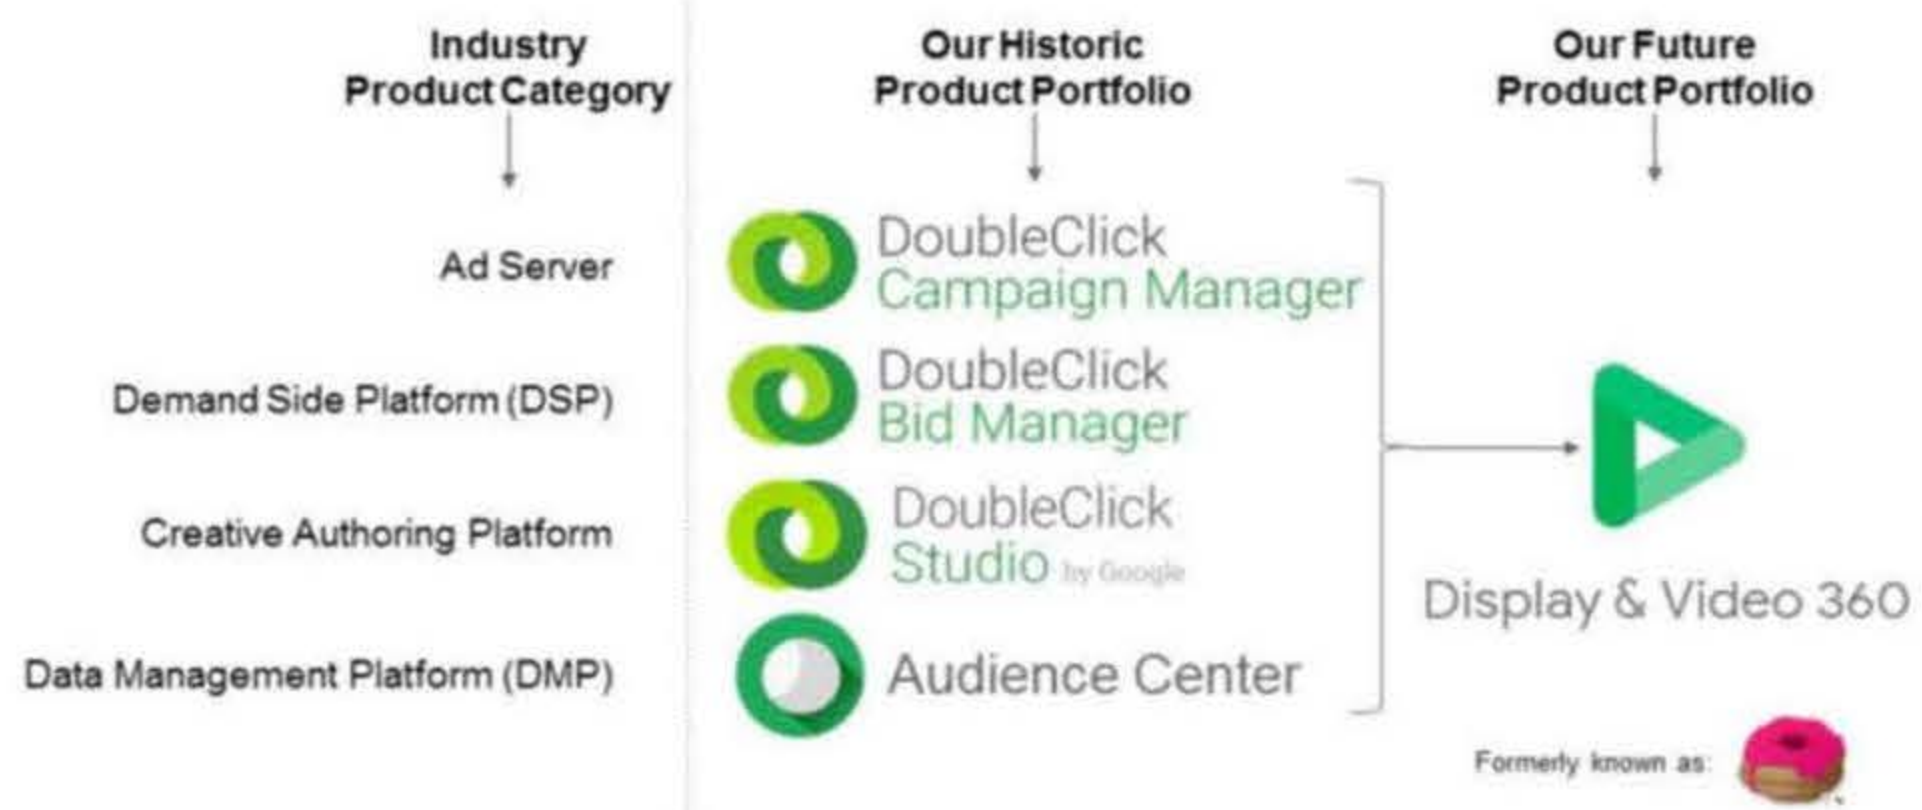 Industry
Product Category
Our Historic
Product Portfolio
Our Future
Product Portfolio
Ad Server
DoubleClick
Campaign Manager
Demand Side Platform (DSP)
DoubleClick
Bid Manager
Creative Authoring Platform
DoubleClick
Studio by Google
Display & Video 360
Data Management Platform (DMP)
Audience Center
Formerly known as: